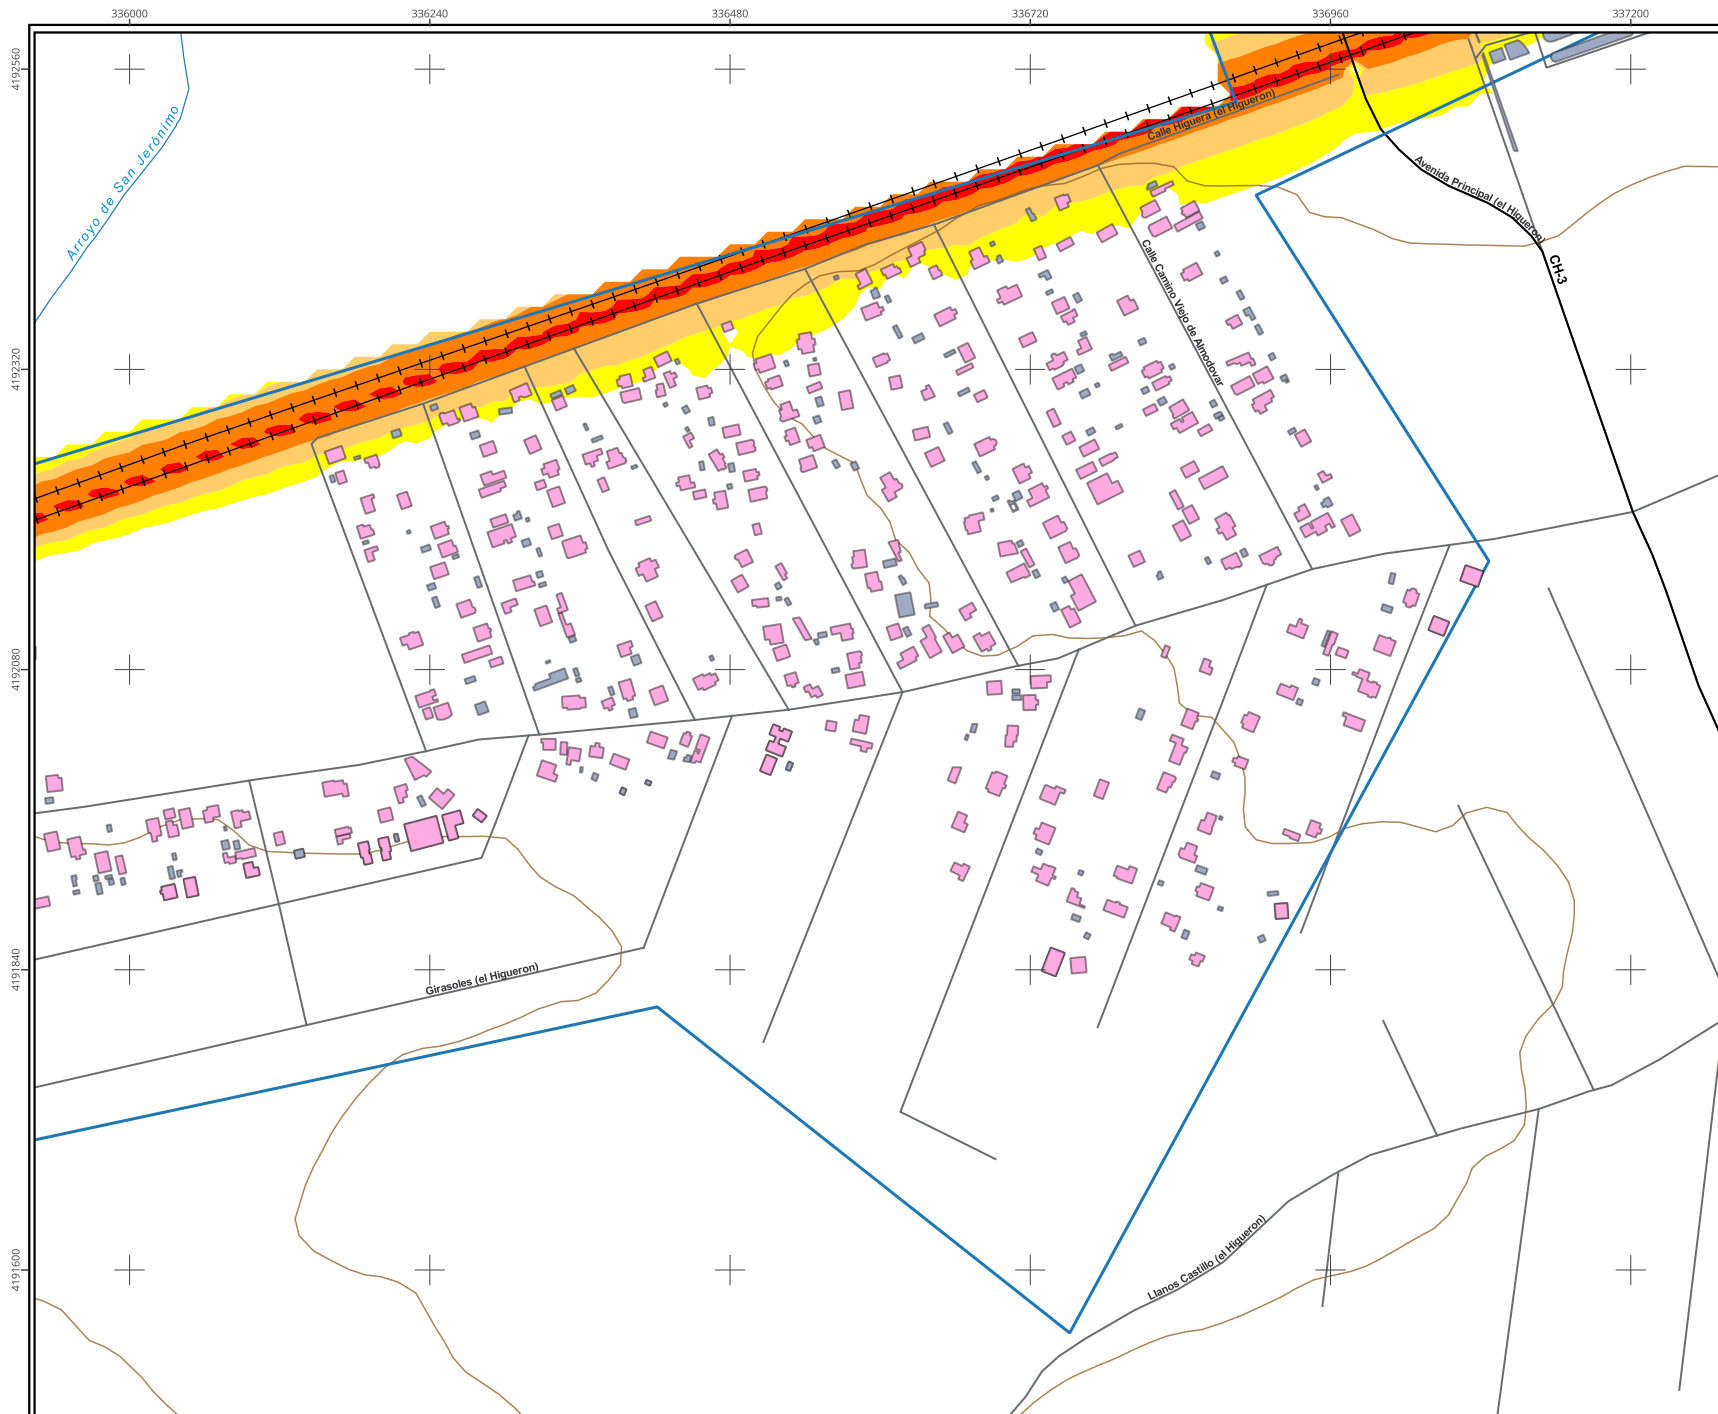 336000 336240 336480 336720 336960 337200
4192560
4192320
4192080
4191840
4191600
Arroyo de San Jerónimo
Calle Higuera (el Higueron)
Avenida Principal (el Higueron)
CH-3
Calle Camino Viejo de Almodovar
Girasoles (el Higueron)
Llanos Castillo (el Higueron)